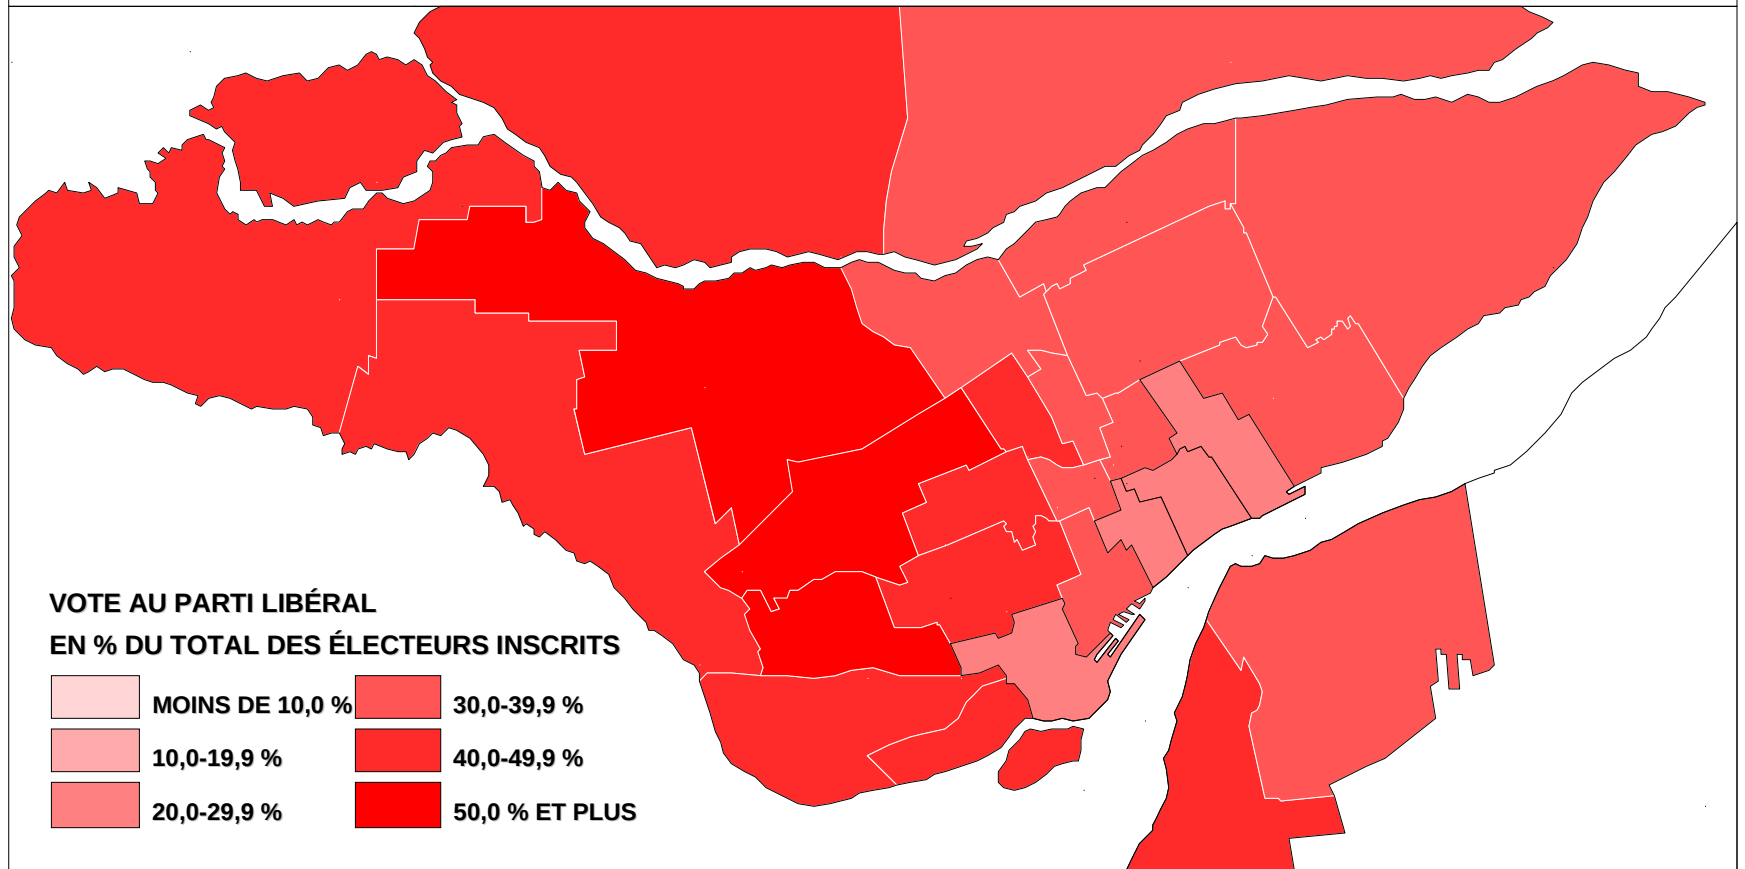 VOTE AU PARTI LIBÉRAL
EN % DU TOTAL DES ÉLECTEURS INSCRITS
MOINS DE 10,0 %
30,0-39,9 %
10,0-19,9 %
40,0-49,9 %
20,0-29,9 %
50,0 % ET PLUS